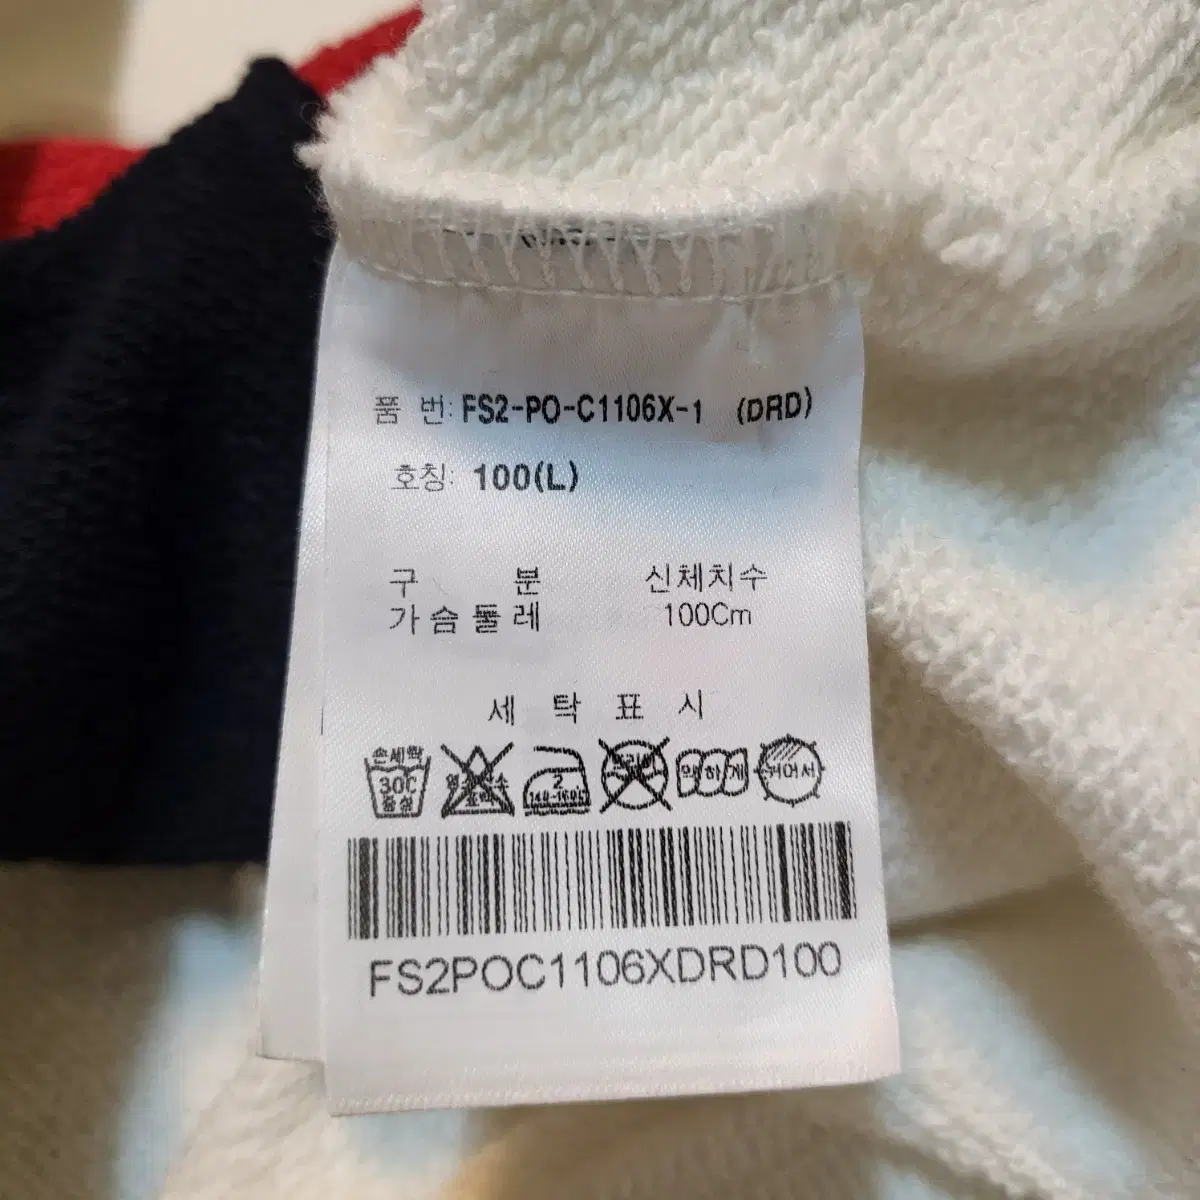 품 번: FS2-PO-C1106X-1 (DRD)
호칭: 100(L)
구 분 신체치수
가슴둘레 100Cm
세 탁 표 시
손세탁 30C 중성
2 140-160℃
약하게
뉘어서
FS2POC1106XDRD100